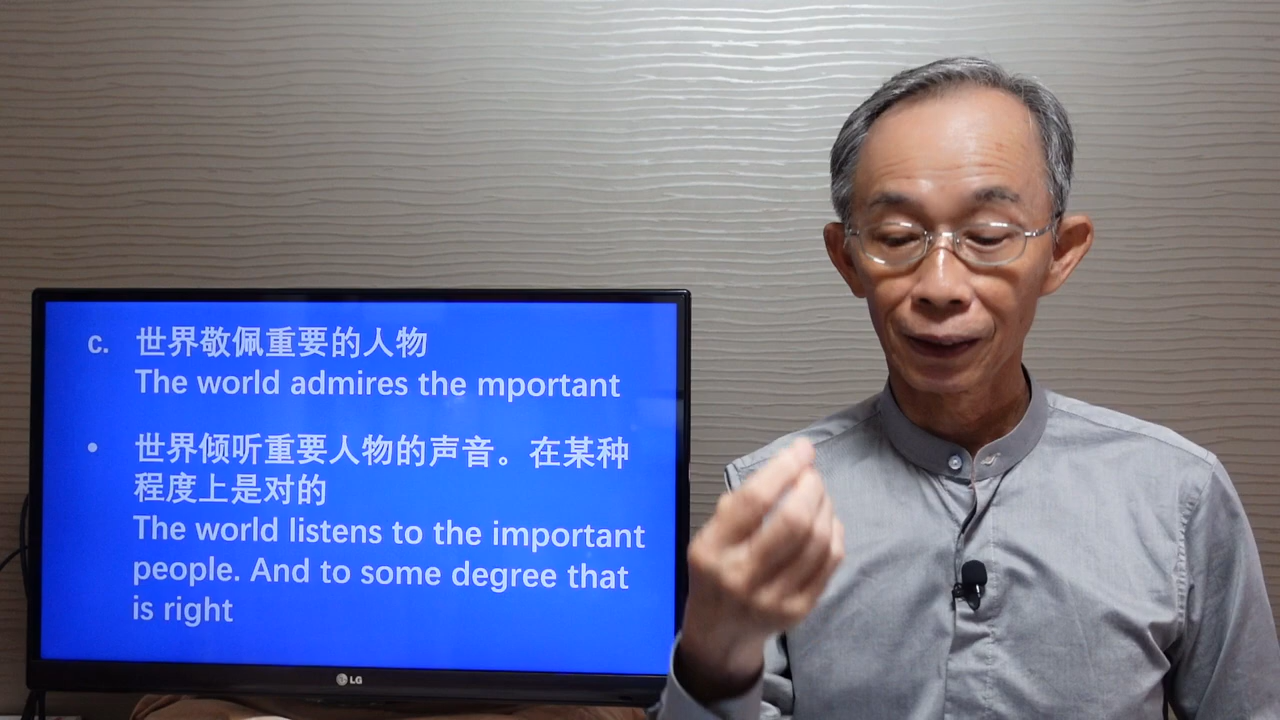 c. 世界敬佩重要的人物
The world admires the mportant
• 世界倾听重要人物的声音。在某种
程度上是对的
The world listens to the important
people. And to some degree that
is right
LG